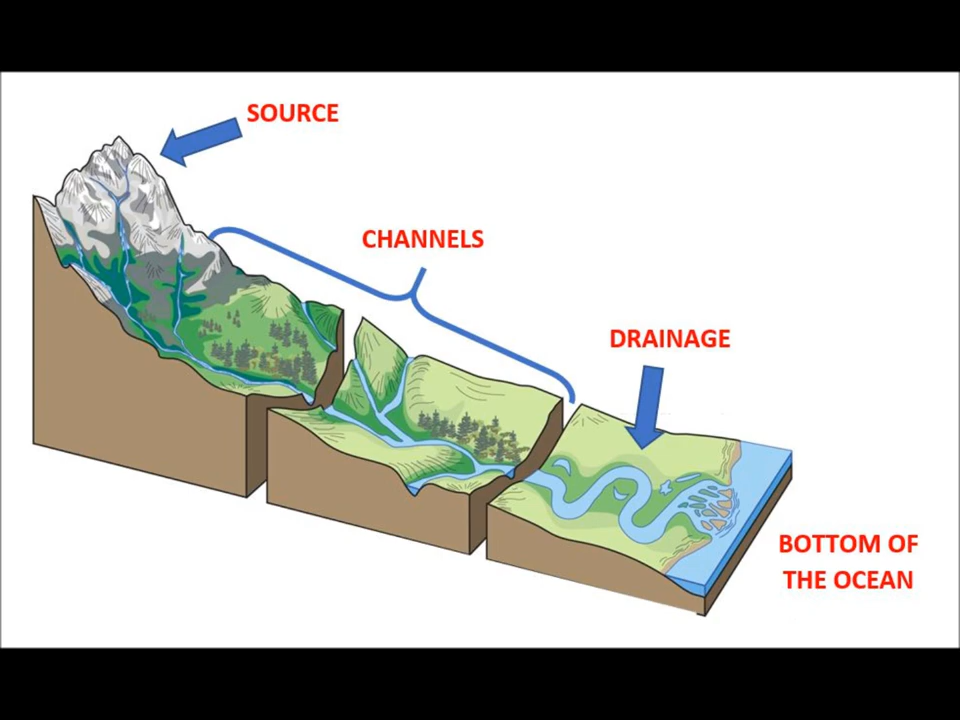 SOURCE
CHANNELS
DRAINAGE
BOTTOM OF
THE OCEAN